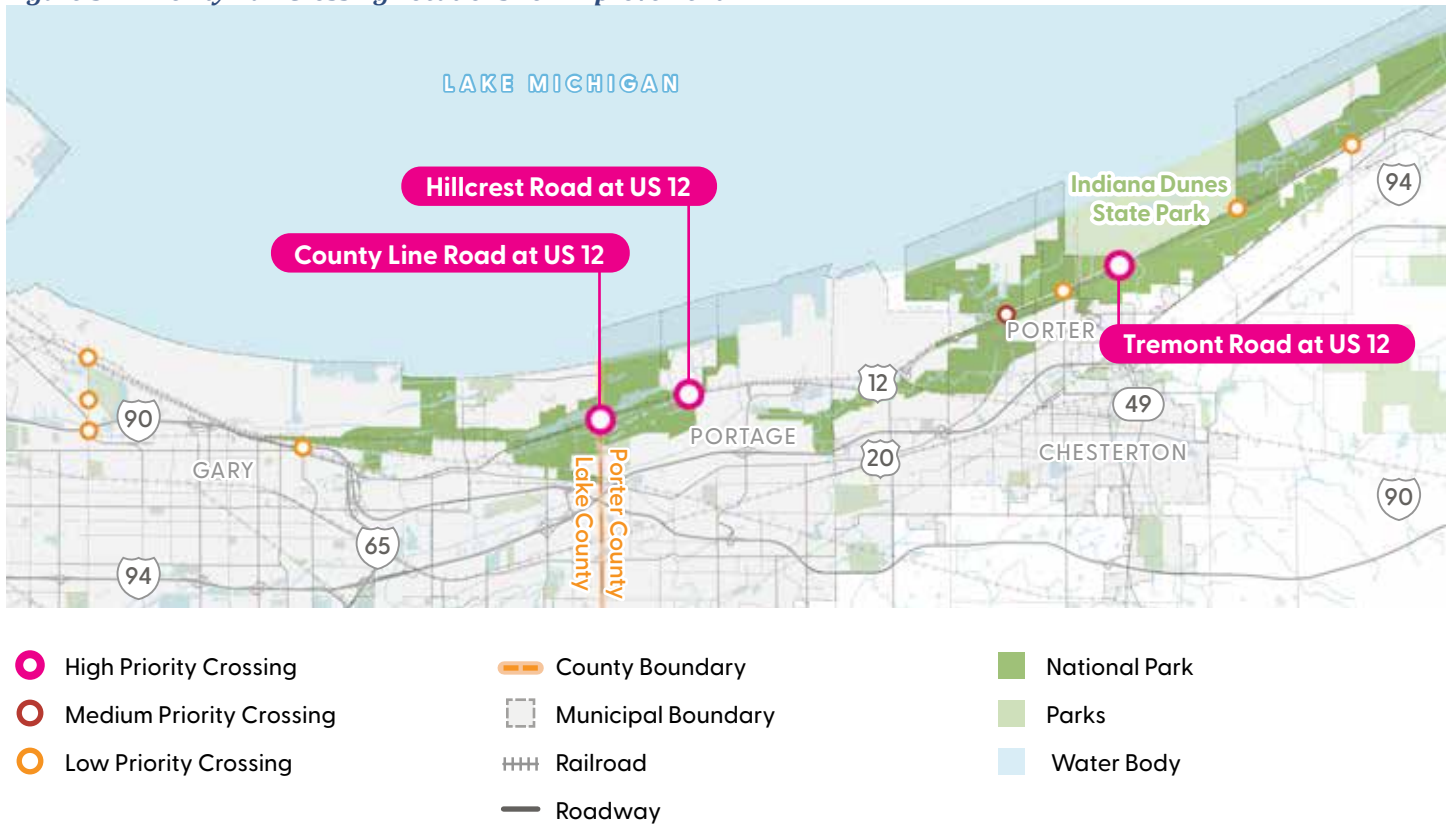 LAKE MICHIGAN
Hillcrest Road at US 12
County Line Road at US 12
Indiana Dunes
State Park
94
PORTER
Tremont Road at US 12
12
49
90
PORTAGE
GARY
20
CHESTERTON
Lake County
Porter County
90
65
94
High Priority Crossing
Medium Priority Crossing
Low Priority Crossing
County Boundary
Municipal Boundary
Railroad
Roadway
National Park
Parks
Water Body